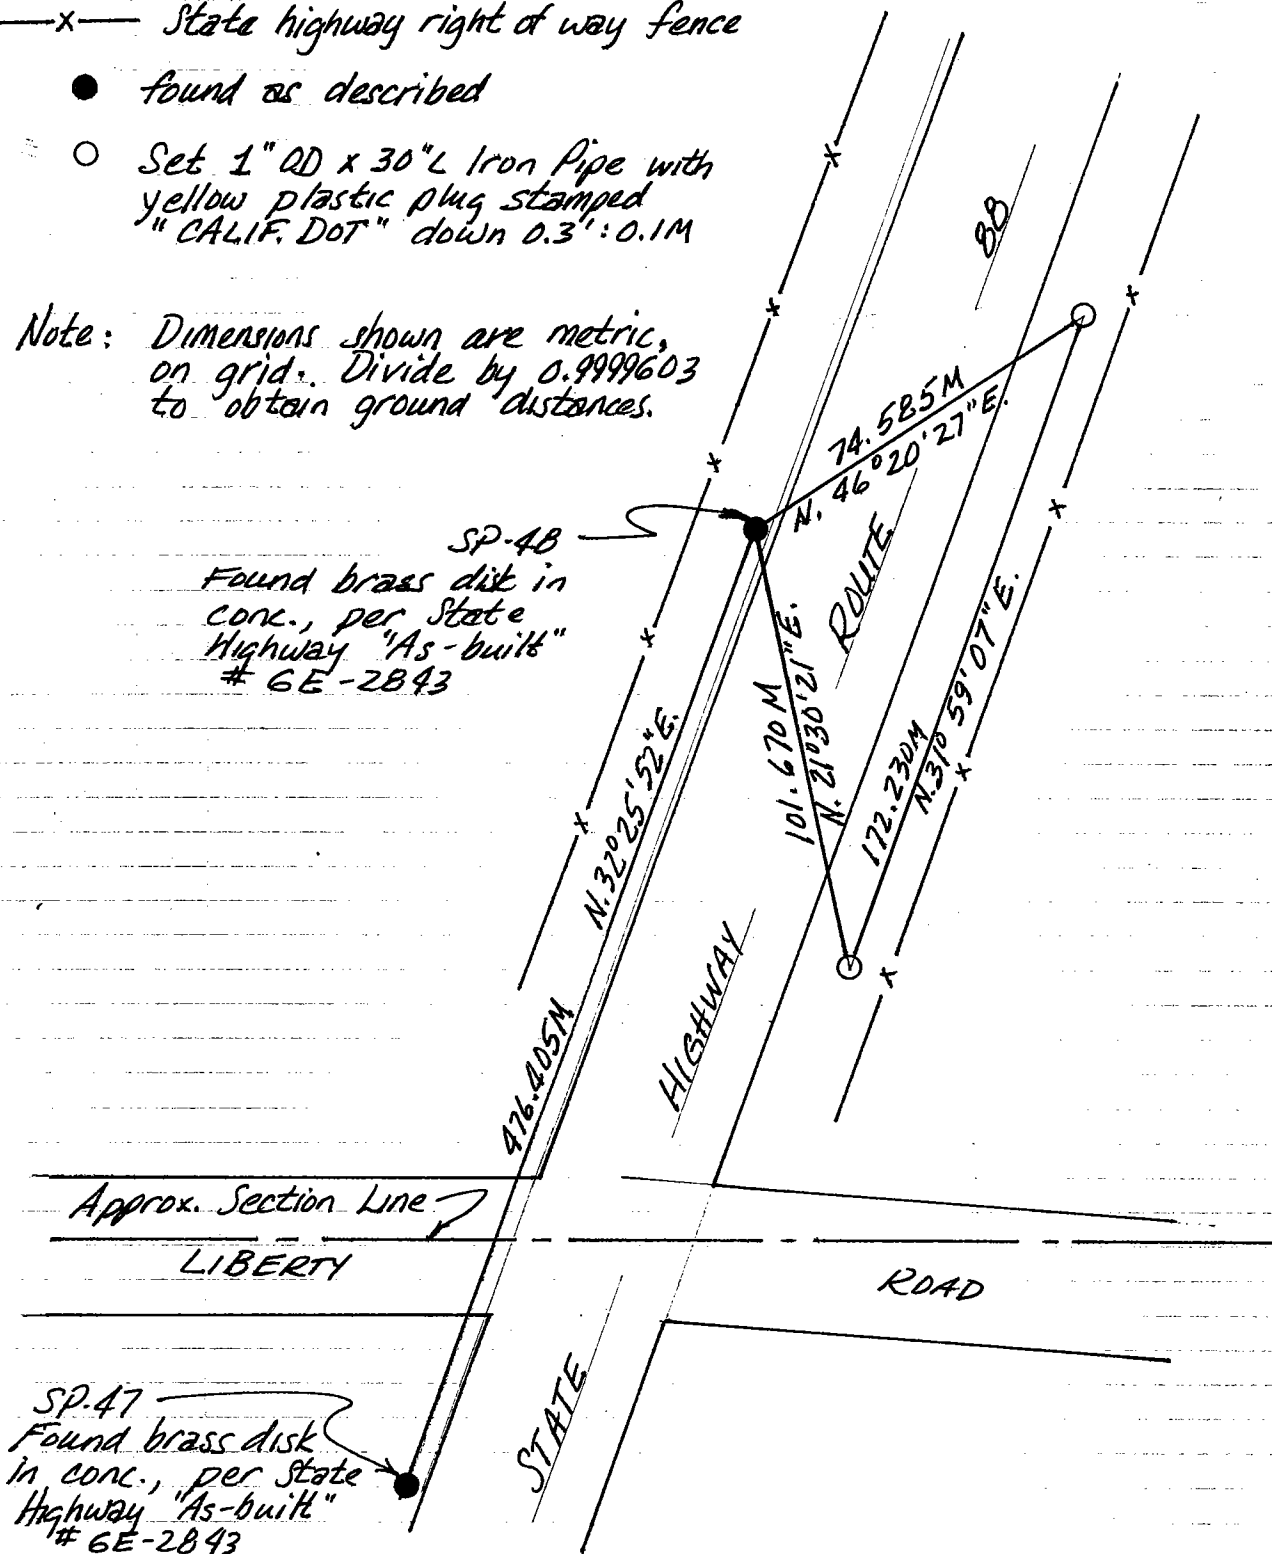 —x— State highway right of way fence
● found as described
○ Set 1" OD x 30"L Iron Pipe with
yellow plastic plug stamped
"CALIF. DOT" down 0.3':0.1M
Note: Dimensions shown are metric,
on grid. Divide by 0.9999603
to obtain ground distances.
88
74.585M
N. 46°20'27"E.
SP-48
Found brass disk in
conc., per State
Highway "As-built"
# 6E-2843
ROUTE
101.670M
N. 21°30'21"E.
172.230M
N.31°59'07"E.
N.32°25'52"E.
476.405M
HIGHWAY
Approx. Section Line
LIBERTY
ROAD
STATE
SP-47
Found brass disk
in conc., per State
Highway "As-built"
# 6E-2843